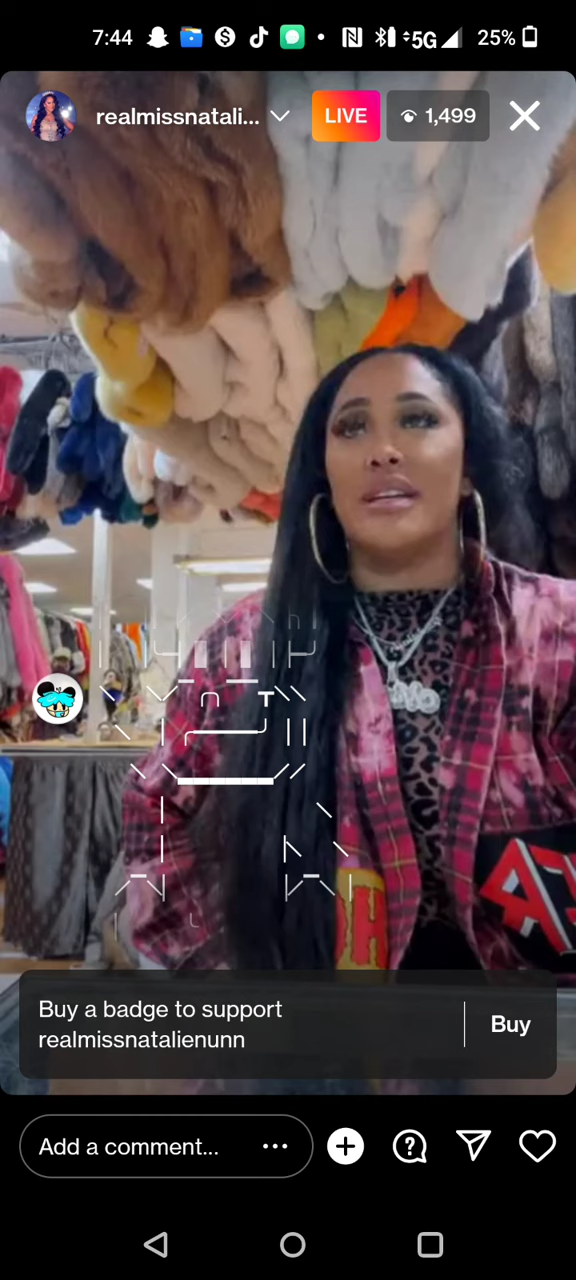 7:44
5G
25%
realmissnatali...
LIVE
1,499
Buy a badge to support
realmissnatalienunn
Buy
Add a comment...